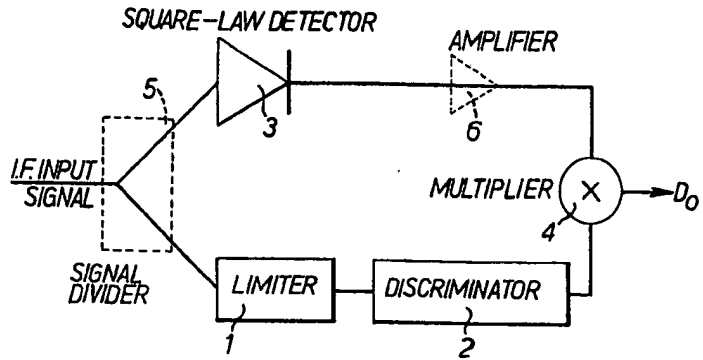 SQUARE-LAW DETECTOR
AMPLIFIER
5
3
6
I.F. INPUT
SIGNAL
MULTIPLIER
X
D₀
4
SIGNAL
DIVIDER
LIMITER
DISCRIMINATOR
1
2